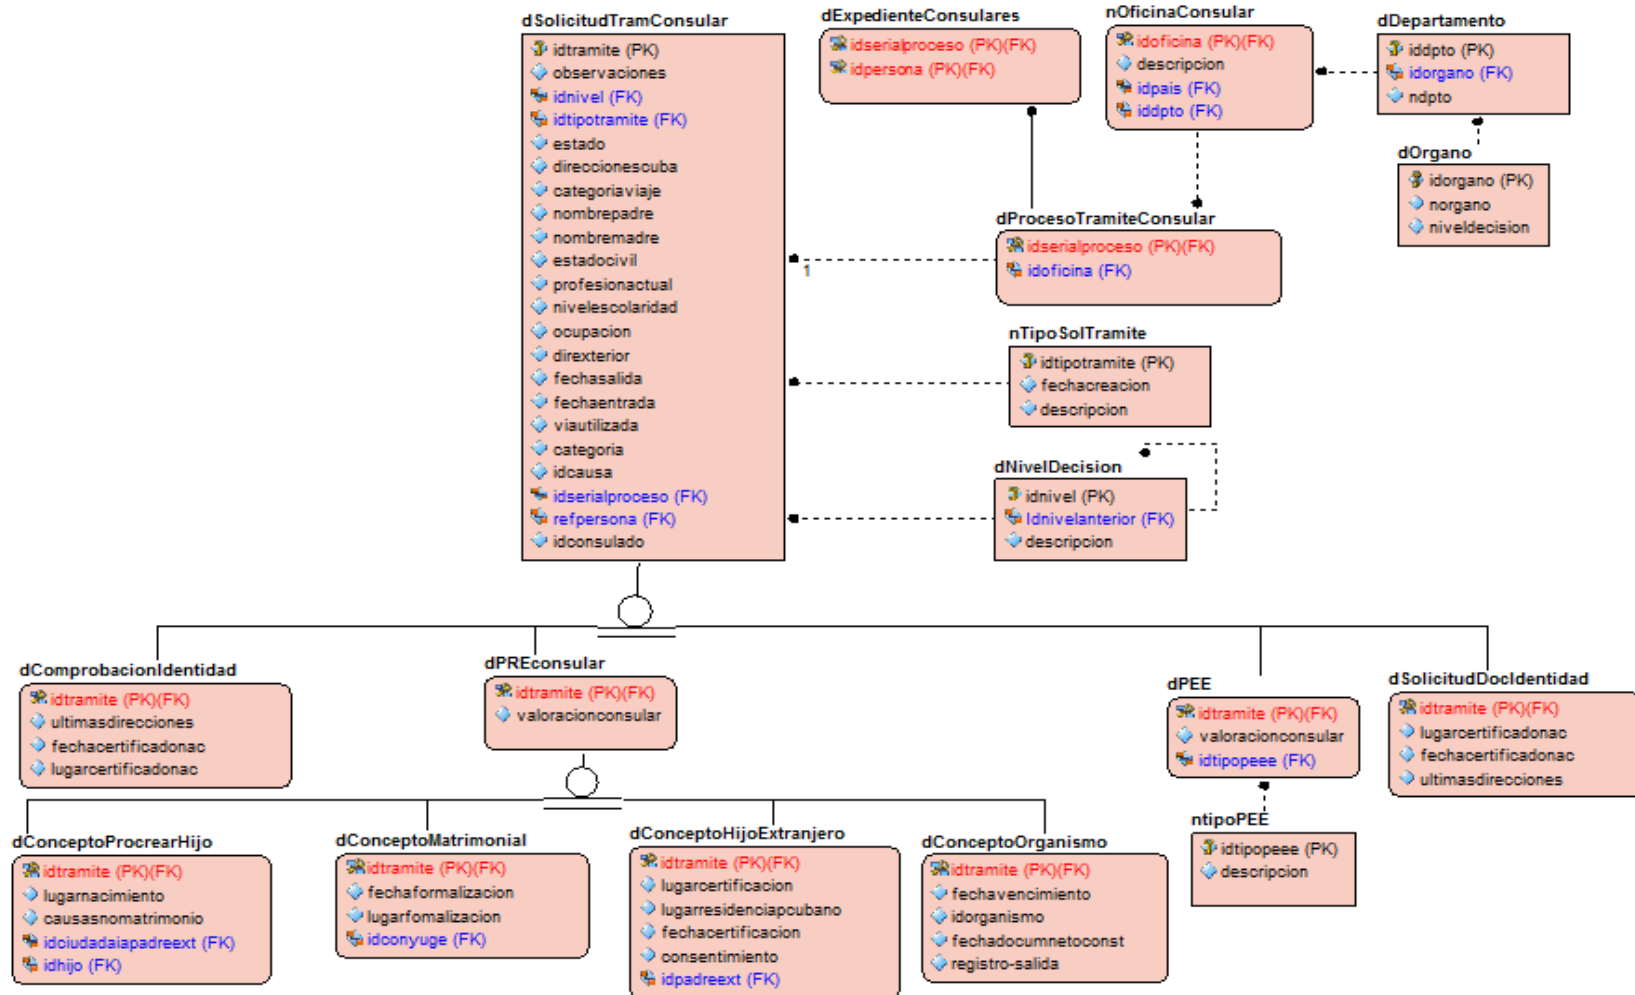 dSolicitudTramConsular
idtramite (PK)
observaciones
idnivel (FK)
idtipotramite (FK)
estado
direccionescuba
categoriaviaje
nombrepadre
nombremadre
estadocivil
profesionactual
nivelescolaridad
ocupacion
direxterior
fechasalida
fechaentrada
viautilizada
categoria
idcausa
idserialproceso (FK)
refpersona (FK)
idconsulado
dExpedienteConsulares
idserialproceso (PK)(FK)
idpersona (PK)(FK)
nOficinaConsular
idoficina (PK)(FK)
descripcion
idpais (FK)
iddpto (FK)
dDepartamento
iddpto (PK)
idorgano (FK)
ndpto
dOrgano
idorgano (PK)
norgano
niveldecision
dProcesoTramiteConsular
idserialproceso (PK)(FK)
idoficina (FK)
1
nTipoSolTramite
idtipotramite (PK)
fechacreacion
descripcion
dNivelDecision
idnivel (PK)
Idnivelanterior (FK)
descripcion
dComprobacionIdentidad
idtramite (PK)(FK)
ultimasdirecciones
fechacertificadonac
lugarcertificadonac
dPREconsular
idtramite (PK)(FK)
valoracionconsular
dPEE
idtramite (PK)(FK)
valoracionconsular
idtipopeee (FK)
dSolicitudDocIdentidad
idtramite (PK)(FK)
lugarcertificadonac
fechacertificadonac
ultimasdirecciones
dConceptoProcrearHijo
idtramite (PK)(FK)
lugarnacimiento
causasnomatrimonio
idciudadaiapadreext (FK)
idhijo (FK)
dConceptoMatrimonial
idtramite (PK)(FK)
fechaformalizacion
lugarfomalizacion
idconyuge (FK)
dConceptoHijoExtranjero
idtramite (PK)(FK)
lugarcertificacion
lugarresidenciapcubano
fechacertificacion
consentimiento
idpadreext (FK)
dConceptoOrganismo
idtramite (PK)(FK)
fechavencimiento
idorganismo
fechadocumnetoconst
registro-salida
ntipoPEE
idtipopeee (PK)
descripcion